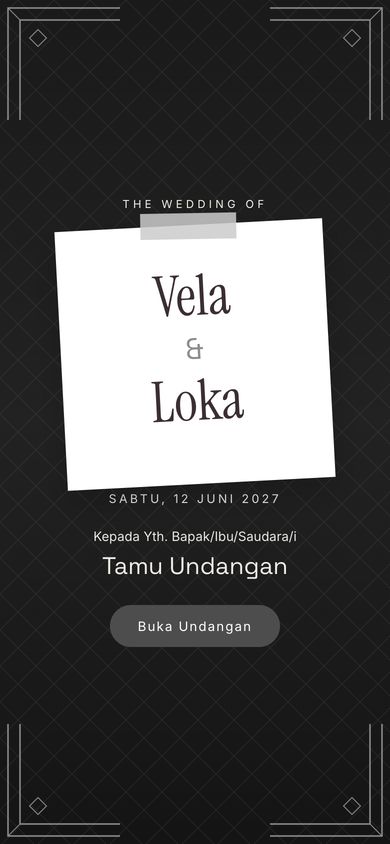 THE WEDDING OF
Vela
&
Loka
SABTU, 12 JUNI 2027
Kepada Yth. Bapak/Ibu/Saudara/i
Tamu Undangan
Buka Undangan